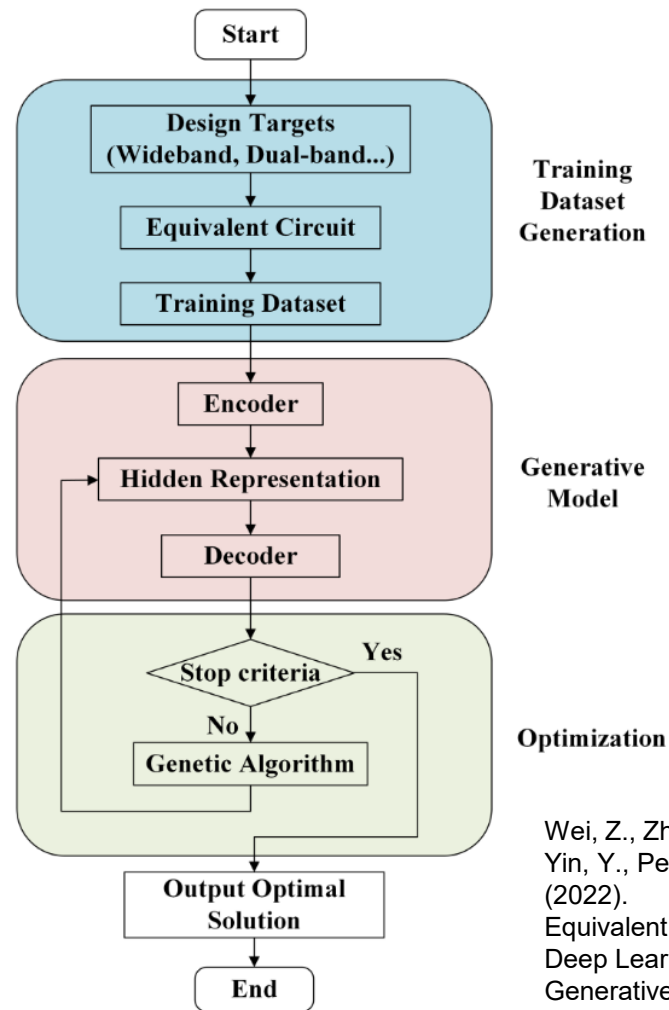 Start
Design Targets
(Wideband, Dual-band...)
Equivalent Circuit
Training Dataset
Training
Dataset
Generation
Encoder
Hidden Representation
Decoder
Generative
Model
Stop criteria
Yes
No
Genetic Algorithm
Optimization
Output Optimal
Solution
End
Wei, Z., Zh
Yin, Y., Pe
(2022).
Equivalent
Deep Lear
Generative